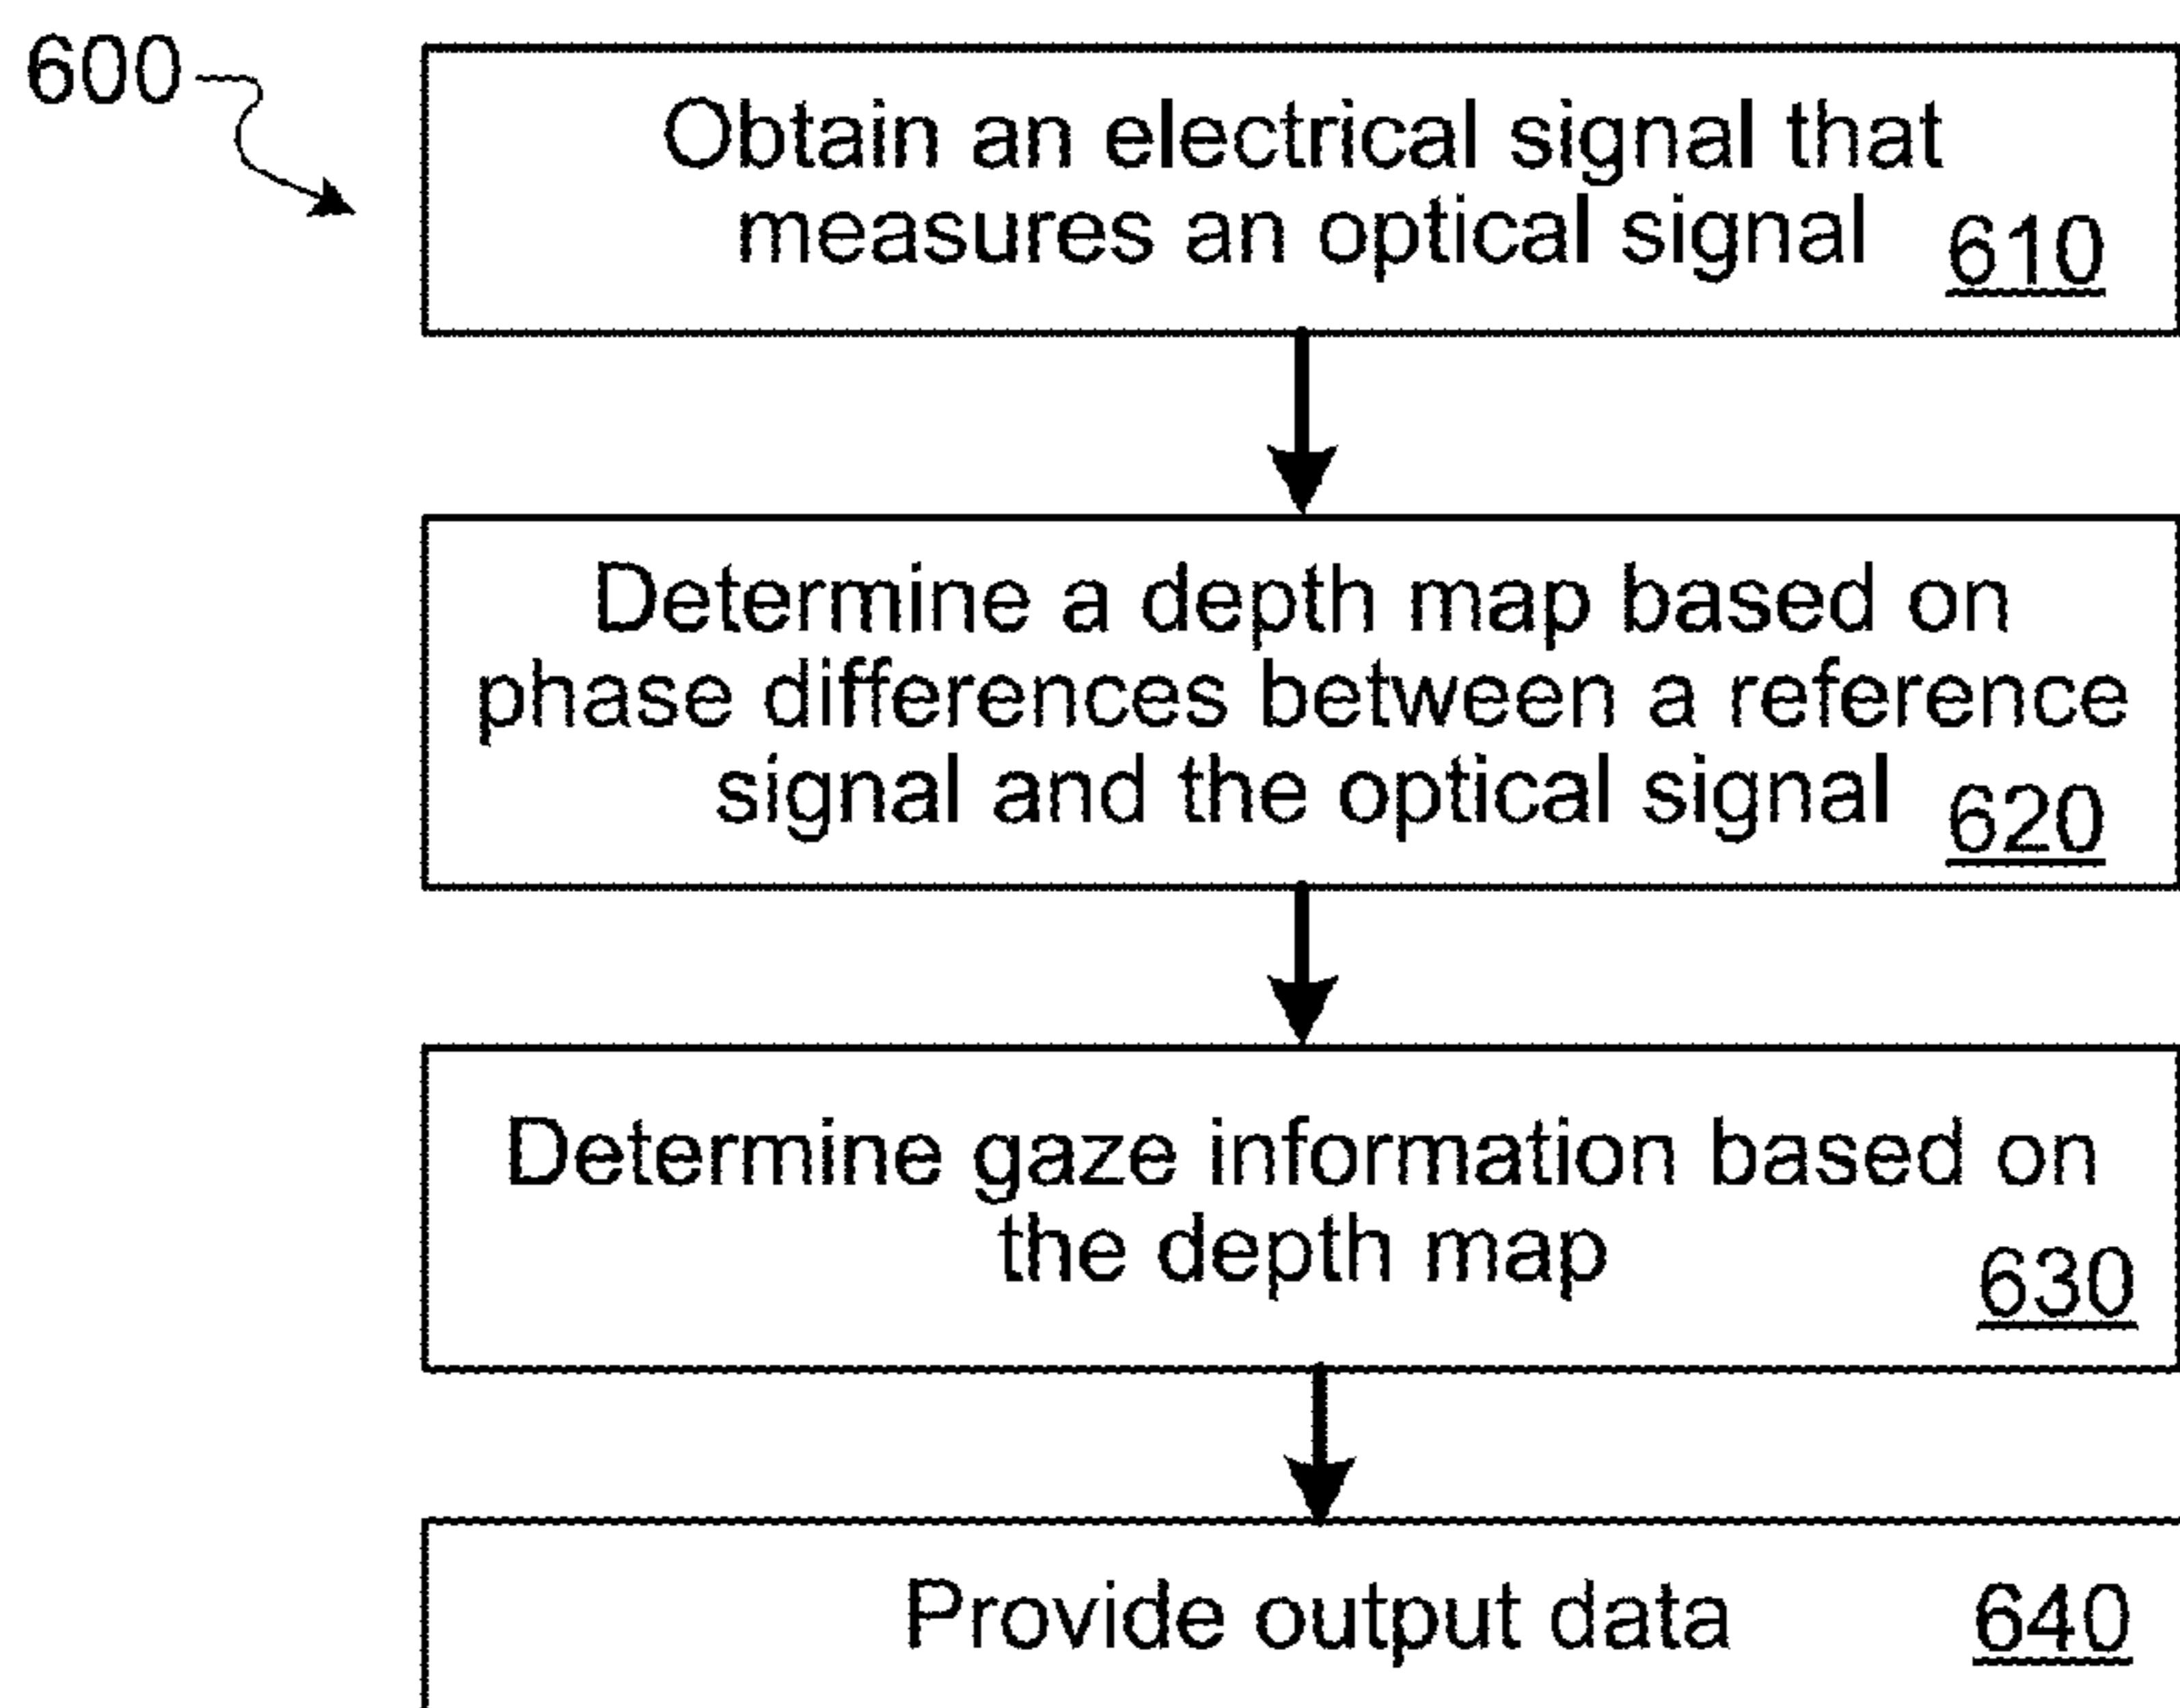 600
Obtain an electrical signal that
measures an optical signal 610
Determine a depth map based on
phase differences between a reference
signal and the optical signal 620
Determine gaze information based on
the depth map 630
Provide output data 640